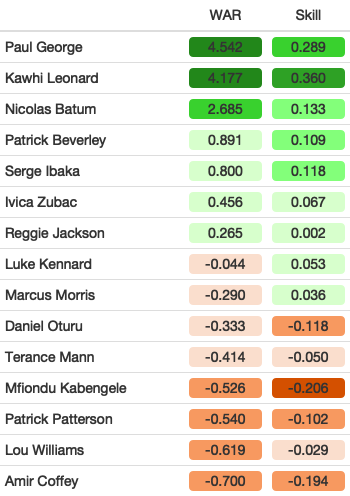 WAR Skill
Paul George 4.542 0.289
Kawhi Leonard 4.177 0.360
Nicolas Batum 2.685 0.133
Patrick Beverley 0.891 0.109
Serge Ibaka 0.800 0.118
Ivica Zubac 0.456 0.067
Reggie Jackson 0.265 0.002
Luke Kennard -0.044 0.053
Marcus Morris -0.290 0.036
Daniel Oturu -0.333 -0.118
Terance Mann -0.414 -0.050
Mfiondu Kabengele -0.526 -0.206
Patrick Patterson -0.540 -0.102
Lou Williams -0.619 -0.029
Amir Coffey -0.700 -0.194